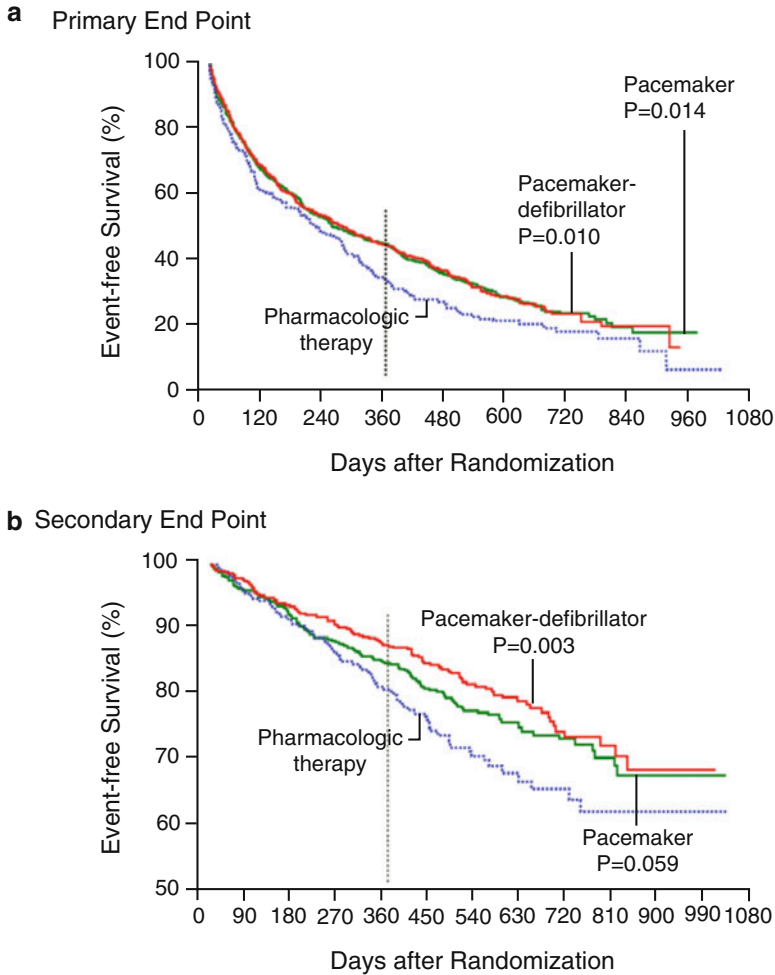 a Primary End Point
100
80
60
40
20
0
Event-free Survival (%)
Pacemaker
P=0.014
Pacemaker-
defibrillator
P=0.010
Pharmacologic
therapy
0 120 240 360 480 600 720 840 960 1080
Days after Randomization
b Secondary End Point
100
90
80
70
60
50
Event-free Survival (%)
Pacemaker-defibrillator
P=0.003
Pharmacologic
therapy
Pacemaker
P=0.059
0 90 180 270 360 450 540 630 720 810 900 990 1080
Days after Randomization